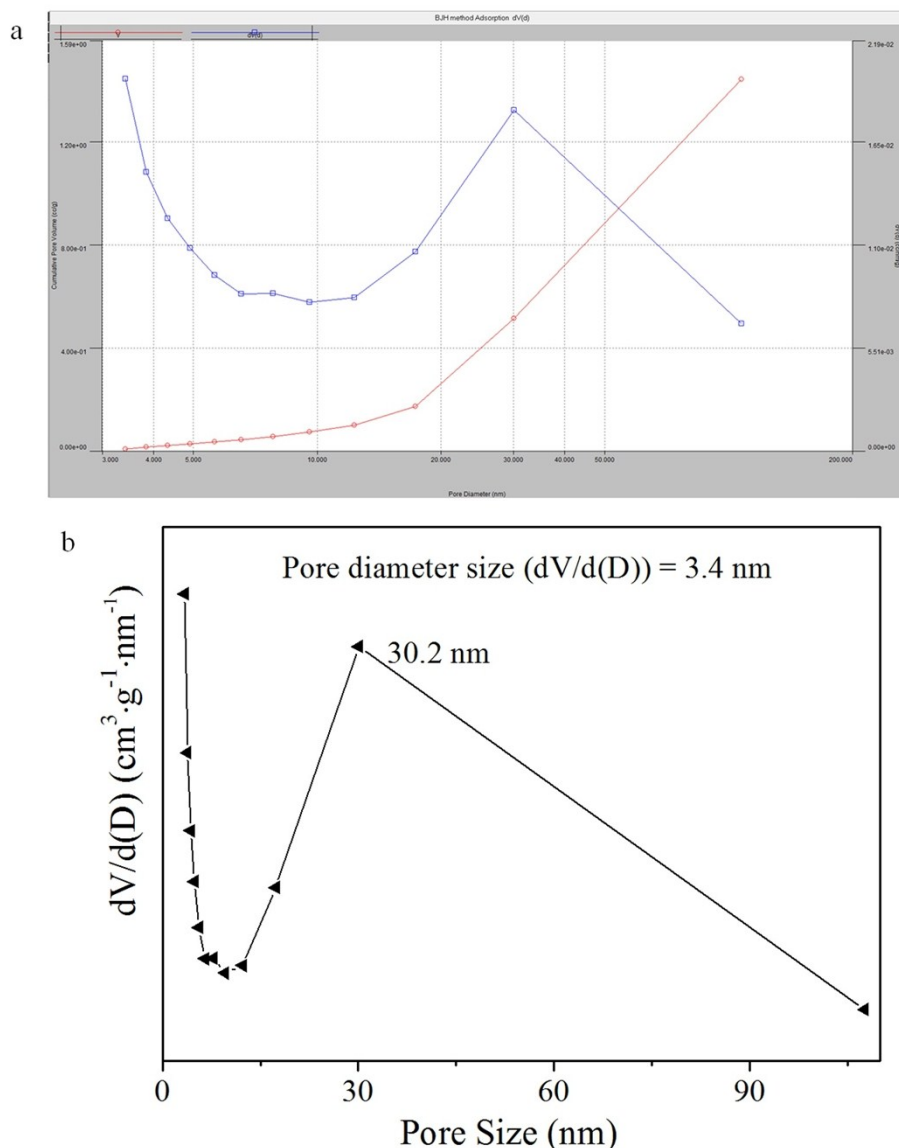 a
BJH method Adsorption dV(d)
V
dV(d)
1.59e+00
2.19e-02
1.20e+00
1.65e-02
Cumulative Pore Volume (cc/g)
8.00e-01
1.10e-02
4.00e-01
5.51e-03
0.00e+00
0.00e+00
3.000
4.000
5.000
10.000
20.000
30.000
40.000
50.000
200.000
Pore Diameter (nm)
b
Pore diameter size (dV/d(D)) = 3.4 nm
30.2 nm
dV/d(D) (cm³·g⁻¹·nm⁻¹)
0
30
60
90
Pore Size (nm)